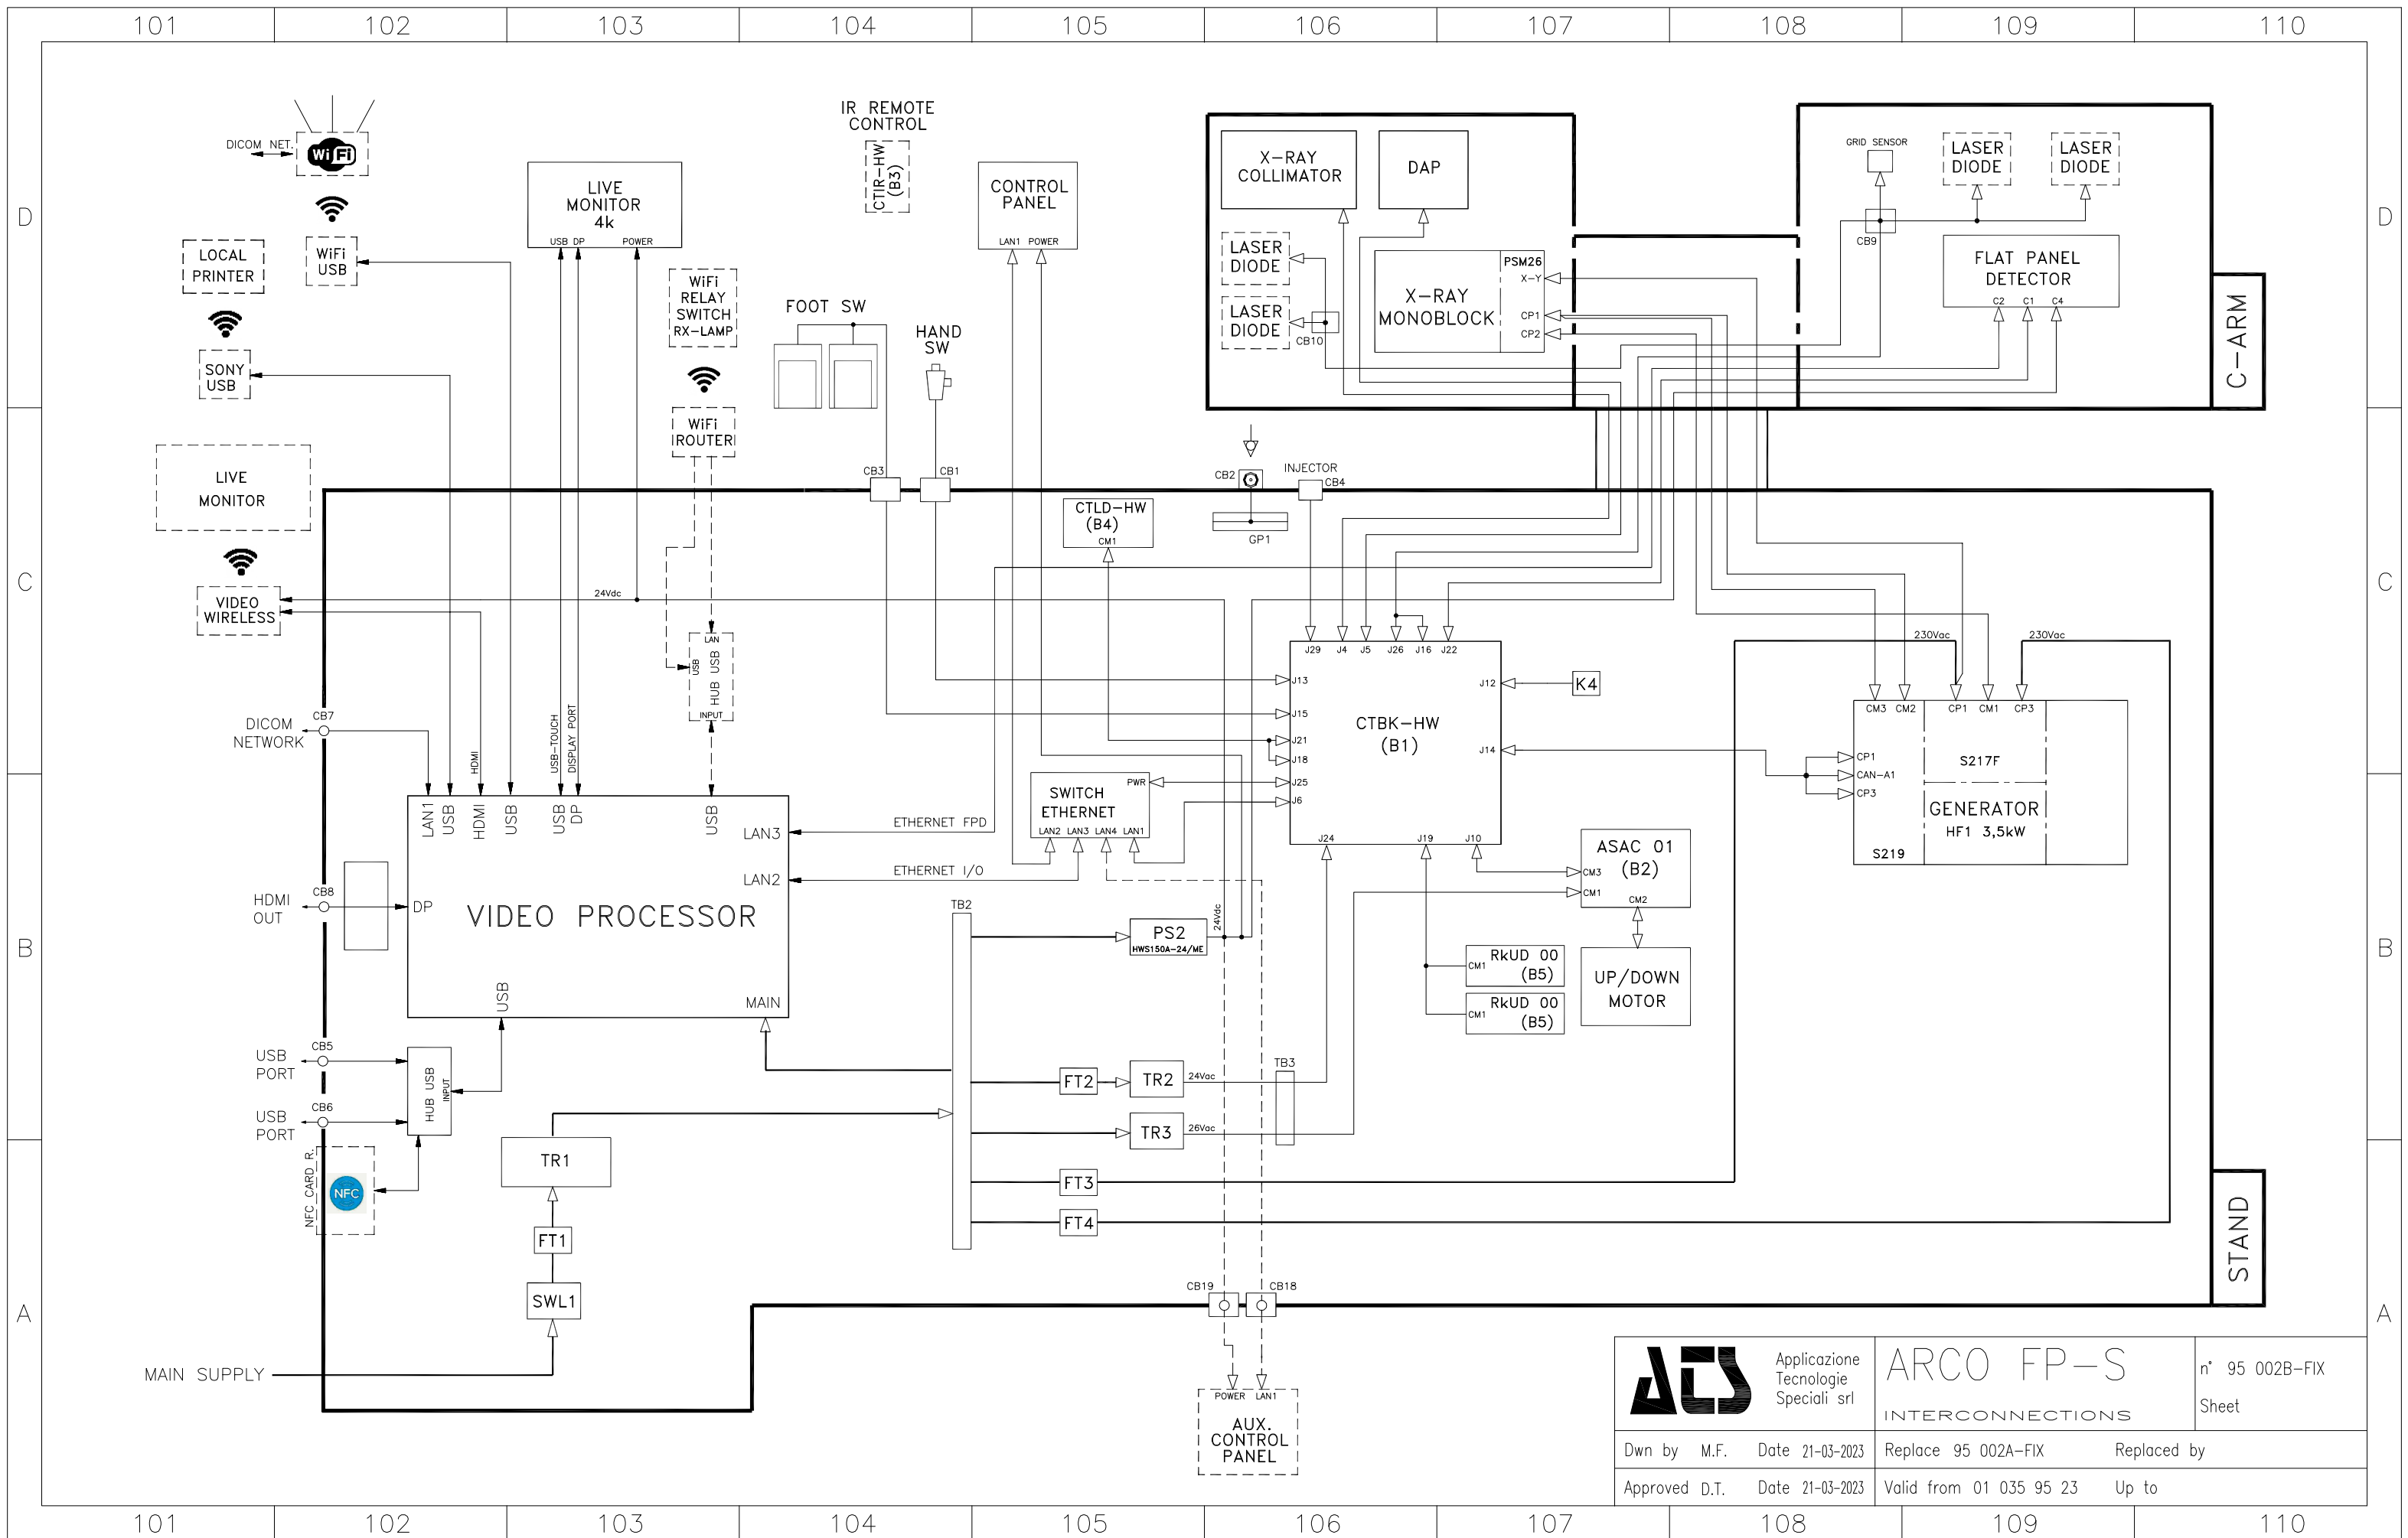 101 102 103 104 105 106 107 108 109 110
D
C
B
A
DICOM NET.
WiFi
WiFi
USB
LOCAL
PRINTER
SONY
USB
LIVE
MONITOR
VIDEO
WIRELESS
LIVE
MONITOR
4k
USB DP POWER
WiFi
RELAY
SWITCH
RX-LAMP
WiFi
ROUTER
IR REMOTE
CONTROL
CTIR-HW
(B3)
FOOT SW
HAND
SW
CONTROL
PANEL
LAN1 POWER
X-RAY
COLLIMATOR
DAP
LASER
DIODE
LASER
DIODE
CB10
X-RAY
MONOBLOCK
PSM26
X-Y
CP1
CP2
GRID SENSOR
CB9
LASER
DIODE
LASER
DIODE
FLAT PANEL
DETECTOR
C2 C1 C4
C-ARM
CB3
CB1
CB2
GP1
INJECTOR
CB4
CTLD-HW
(B4)
CM1
24Vdc
LAN
USB
HUB USB
INPUT
DICOM
NETWORK
CB7
HDMI
USB-TOUCH
DISPLAY PORT
LAN1
USB
HDMI
USB
USB
DP
USB
LAN3
LAN2
DP
VIDEO PROCESSOR
USB
MAIN
HDMI
OUT
CB8
USB
PORT
CB5
USB
PORT
CB6
HUB USB
INPUT
NFC CARD R.
NFC
ETHERNET FPD
ETHERNET I/O
SWITCH
ETHERNET
PWR
LAN2 LAN3 LAN4 LAN1
J29 J4 J5 J26 J16 J22
J13
J15
J21
J18
J25
J6
J12
J14
CTBK-HW
(B1)
J24 J19 J10
K4
230Vac
230Vac
CM3 CM2 CP1 CM1 CP3
CP1
CAN-A1
CP3
S217F
GENERATOR
HF1 3,5kW
S219
ASAC 01
(B2)
CM3
CM1
CM2
UP/DOWN
MOTOR
RkUD 00
(B5)
CM1
RkUD 00
(B5)
CM1
TB2
PS2
HWS150A-24/ME
24Vdc
FT2
TR2
24Vac
TB3
TR3
26Vac
FT3
FT4
TR1
FT1
SWL1
MAIN SUPPLY
CB19
CB18
POWER LAN1
AUX.
CONTROL
PANEL
STAND
ATS
Applicazione
Tecnologie
Speciali srl
ARCO FP-S
INTERCONNECTIONS
n° 95 002B-FIX
Sheet
Dwn by M.F. Date 21-03-2023
Replace 95 002A-FIX Replaced by
Approved D.T. Date 21-03-2023
Valid from 01 035 95 23 Up to
D
C
B
A
101 102 103 104 105 106 107 108 109 110